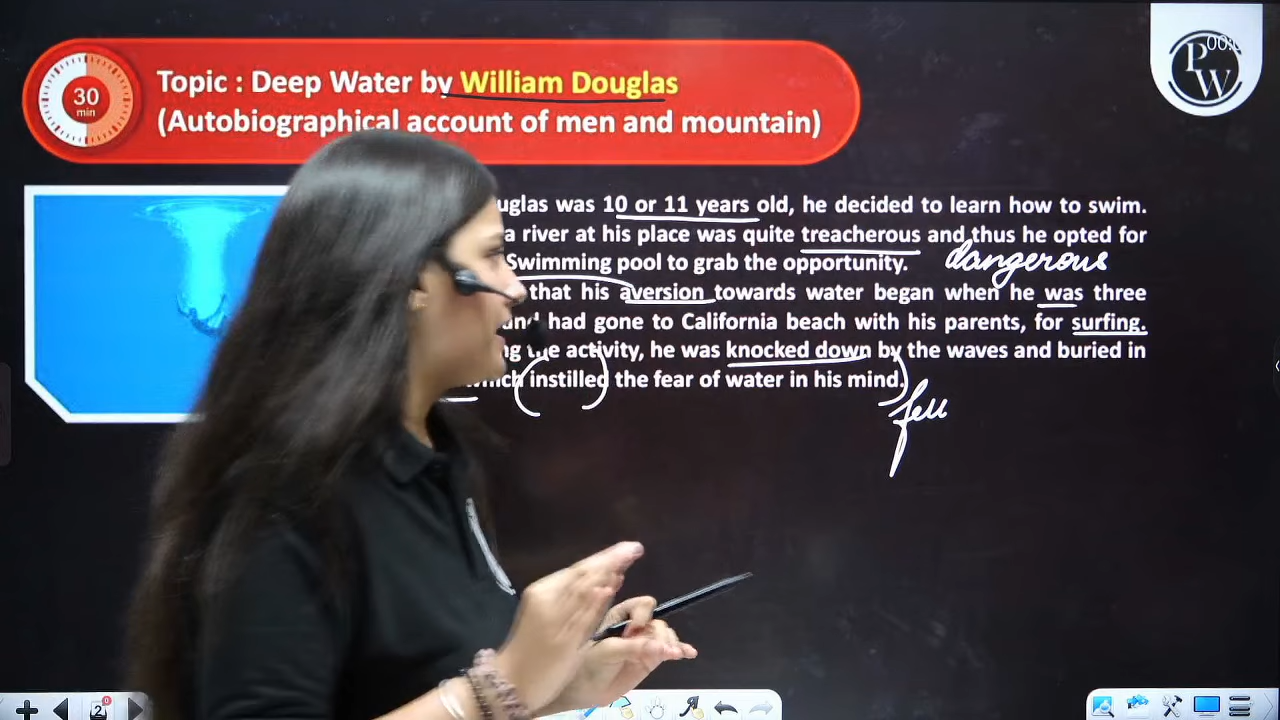 30
min
Topic : Deep Water by William Douglas
(Autobiographical account of men and mountain)
P
W
was 10 or 11 years old, he decided to learn how to swim.
a river at his place was quite treacherous and thus he opted for
dangerous
Swimming pool to grab the opportunity.
that his aversion towards water began when he was three
and had gone to California beach with his parents, for surfing.
the activity, he was knocked down by the waves and buried in
which instilled the fear of water in his mind.
fell
2